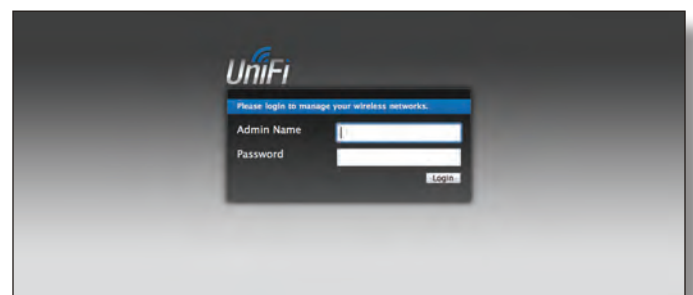 UniFi
Please login to manage your wireless networks.
Admin Name
Password
Login